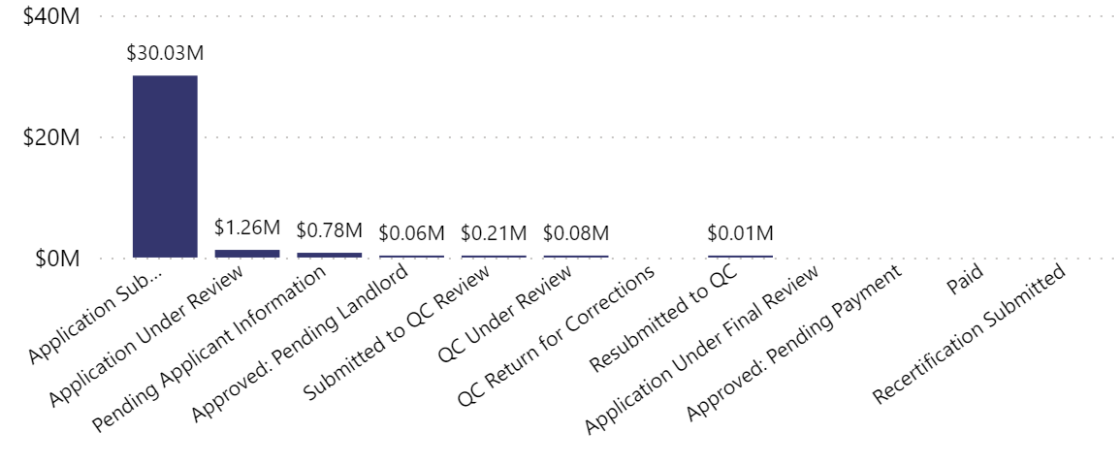 $40M
$30.03M
$20M
$1.26M
$0.78M
$0.06M
$0.21M
$0.08M
$0.01M
$0M
Application Sub...
Application Under Review
Pending Applicant Information
Approved: Pending Landlord
Submitted to QC Review
QC Under Review
QC Return for Corrections
Resubmitted to QC
Application Under Final Review
Approved: Pending Payment
Paid
Recertification Submitted